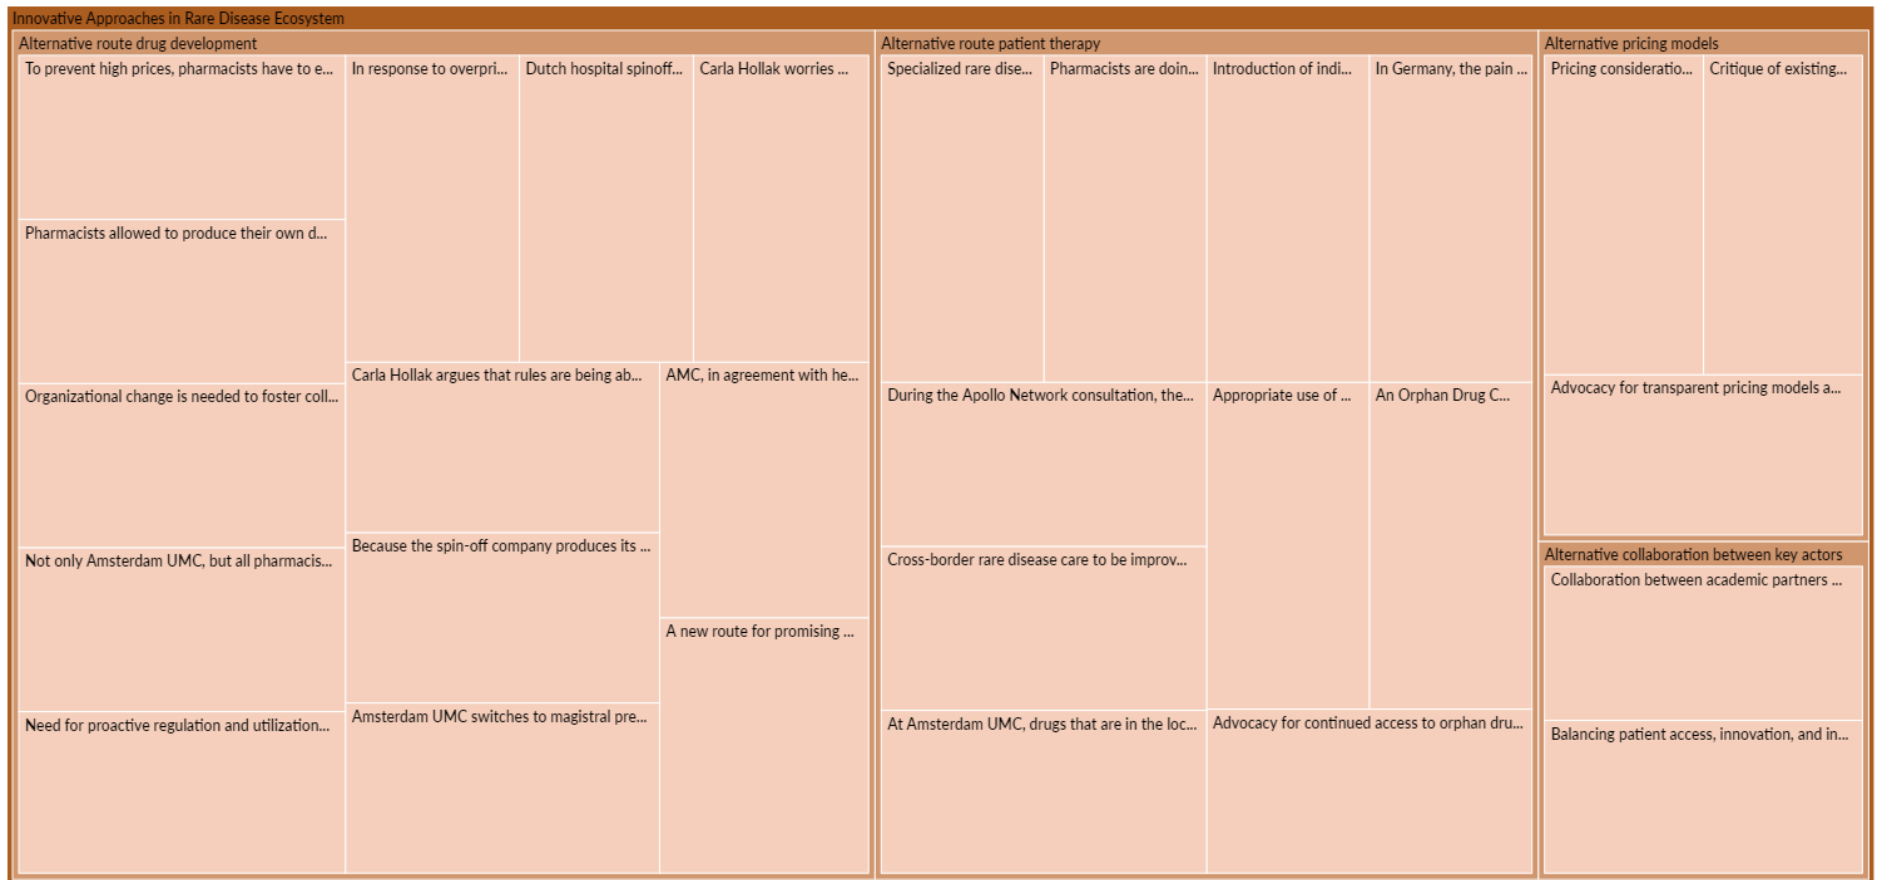 Innovative Approaches in Rare Disease Ecosystem
Alternative route drug development
To prevent high prices, pharmacists have to e...
Pharmacists allowed to produce their own d...
Organizational change is needed to foster coll...
Not only Amsterdam UMC, but all pharmacis...
Need for proactive regulation and utilization...
In response to overpri...
Dutch hospital spinoff...
Carla Hollak worries ...
Carla Hollak argues that rules are being ab...
Because the spin-off company produces its ...
Amsterdam UMC switches to magistral pre...
AMC, in agreement with he...
A new route for promising ...
Alternative route patient therapy
Specialized rare dise...
Pharmacists are doin...
Introduction of indi...
In Germany, the pain ...
During the Apollo Network consultation, the...
Cross-border rare disease care to be improv...
At Amsterdam UMC, drugs that are in the loc...
Appropriate use of ...
An Orphan Drug C...
Advocacy for continued access to orphan dru...
Alternative pricing models
Pricing consideratio...
Critique of existing...
Advocacy for transparent pricing models a...
Alternative collaboration between key actors
Collaboration between academic partners ...
Balancing patient access, innovation, and in...